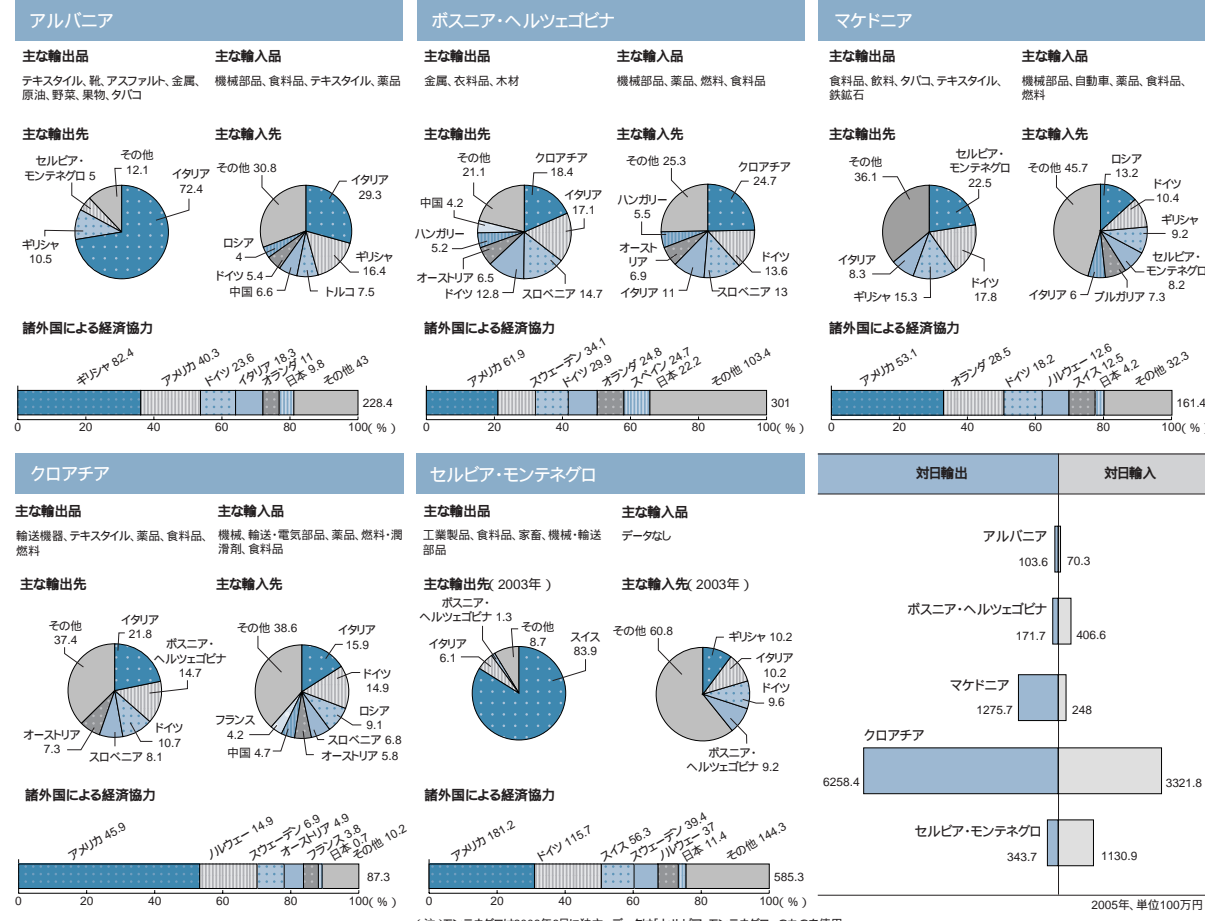 アルバニア
主な輸出品
テキスタイル、靴、アスファルト、金属、
原油、野菜、果物、タバコ
主な輸入品
機械部品、食料品、テキスタイル、薬品
主な輸出先
セルビア・
モンテネグロ 5
その他
12.1
イタリア
72.4
ギリシャ
10.5
主な輸入先
その他 30.8
イタリア
29.3
ロシア
4
ギリシャ
16.4
ドイツ 5.4
中国 6.6
トルコ 7.5
諸外国による経済協力
ギリシャ 82.4
アメリカ 40.3
ドイツ 23.6
イタリア 18.3
オランダ 11
日本 9.8
その他 43
228.4
0 20 40 60 80 100( % )
ボスニア・ヘルツェゴビナ
主な輸出品
金属、衣料品、木材
主な輸入品
機械部品、薬品、燃料、食料品
主な輸出先
その他
21.1
クロアチア
18.4
中国 4.2
イタリア
17.1
ハンガリー
5.2
オーストリア 6.5
ドイツ 12.8
スロベニア 14.7
主な輸入先
その他 25.3
クロアチア
24.7
ハンガリー
5.5
オースト
リア
6.9
ドイツ
13.6
イタリア 11
スロベニア 13
諸外国による経済協力
アメリカ 61.9
スウェーデン 34.1
ドイツ 29.9
オランダ 24.8
スペイン 24.7
日本 22.2
その他 103.4
301
0 20 40 60 80 100( % )
マケドニア
主な輸出品
食料品、飲料、タバコ、テキスタイル、
鉄鉱石
主な輸入品
機械部品、自動車、薬品、食料品、
燃料
主な輸出先
その他
36.1
セルビア・
モンテネグロ
22.5
イタリア
8.3
ギリシャ 15.3
ドイツ
17.8
主な輸入先
その他 45.7
ロシア
13.2
ドイツ
10.4
ギリシャ
9.2
セルビア・
モンテネグロ
8.2
イタリア 6
ブルガリア 7.3
諸外国による経済協力
アメリカ 53.1
オランダ 28.5
ドイツ 18.2
ノルウェー 12.6
スイス 12.5
日本 4.2
その他 32.3
161.4
0 20 40 60 80 100( % )
クロアチア
主な輸出品
輸送機器、テキスタイル、薬品、食料品、
燃料
主な輸入品
機械、輸送・電気部品、薬品、燃料・潤
滑剤、食料品
主な輸出先
その他
37.4
イタリア
21.8
ボスニア・
ヘルツェゴビナ
14.7
オーストリア
7.3
ドイツ
10.7
スロベニア 8.1
主な輸入先
その他 38.6
イタリア
15.9
ドイツ
14.9
フランス
4.2
ロシア
9.1
中国 4.7
スロベニア 6.8
オーストリア 5.8
諸外国による経済協力
アメリカ 45.9
ノルウェー 14.9
スウェーデン 6.9
オーストリア 4.9
フランス 3.8
日本 0.7
その他 10.2
87.3
0 20 40 60 80 100( % )
セルビア・モンテネグロ
主な輸出品
工業製品、食料品、家畜、機械・輸送
部品
主な輸入品
データなし
主な輸出先( 2003年 )
ボスニア・
ヘルツェゴビナ 1.3
イタリア
6.1
その他
8.7
スイス
83.9
主な輸入先( 2003年 )
その他 60.8
ギリシャ 10.2
イタリア
10.2
ドイツ
9.6
ボスニア・
ヘルツェゴビナ 9.2
諸外国による経済協力
アメリカ 181.2
ドイツ 115.7
スイス 56.3
スウェーデン 39.4
ノルウェー 37
日本 11.4
その他 144.3
585.3
0 20 40 60 80 100( % )
対日輸出 対日輸入
アルバニア
103.6 70.3
ボスニア・ヘルツェゴビナ
171.7 406.6
マケドニア
1275.7 248
クロアチア
6258.4 3321.8
セルビア・モンテネグロ
343.7 1130.9
2005年、単位100万円